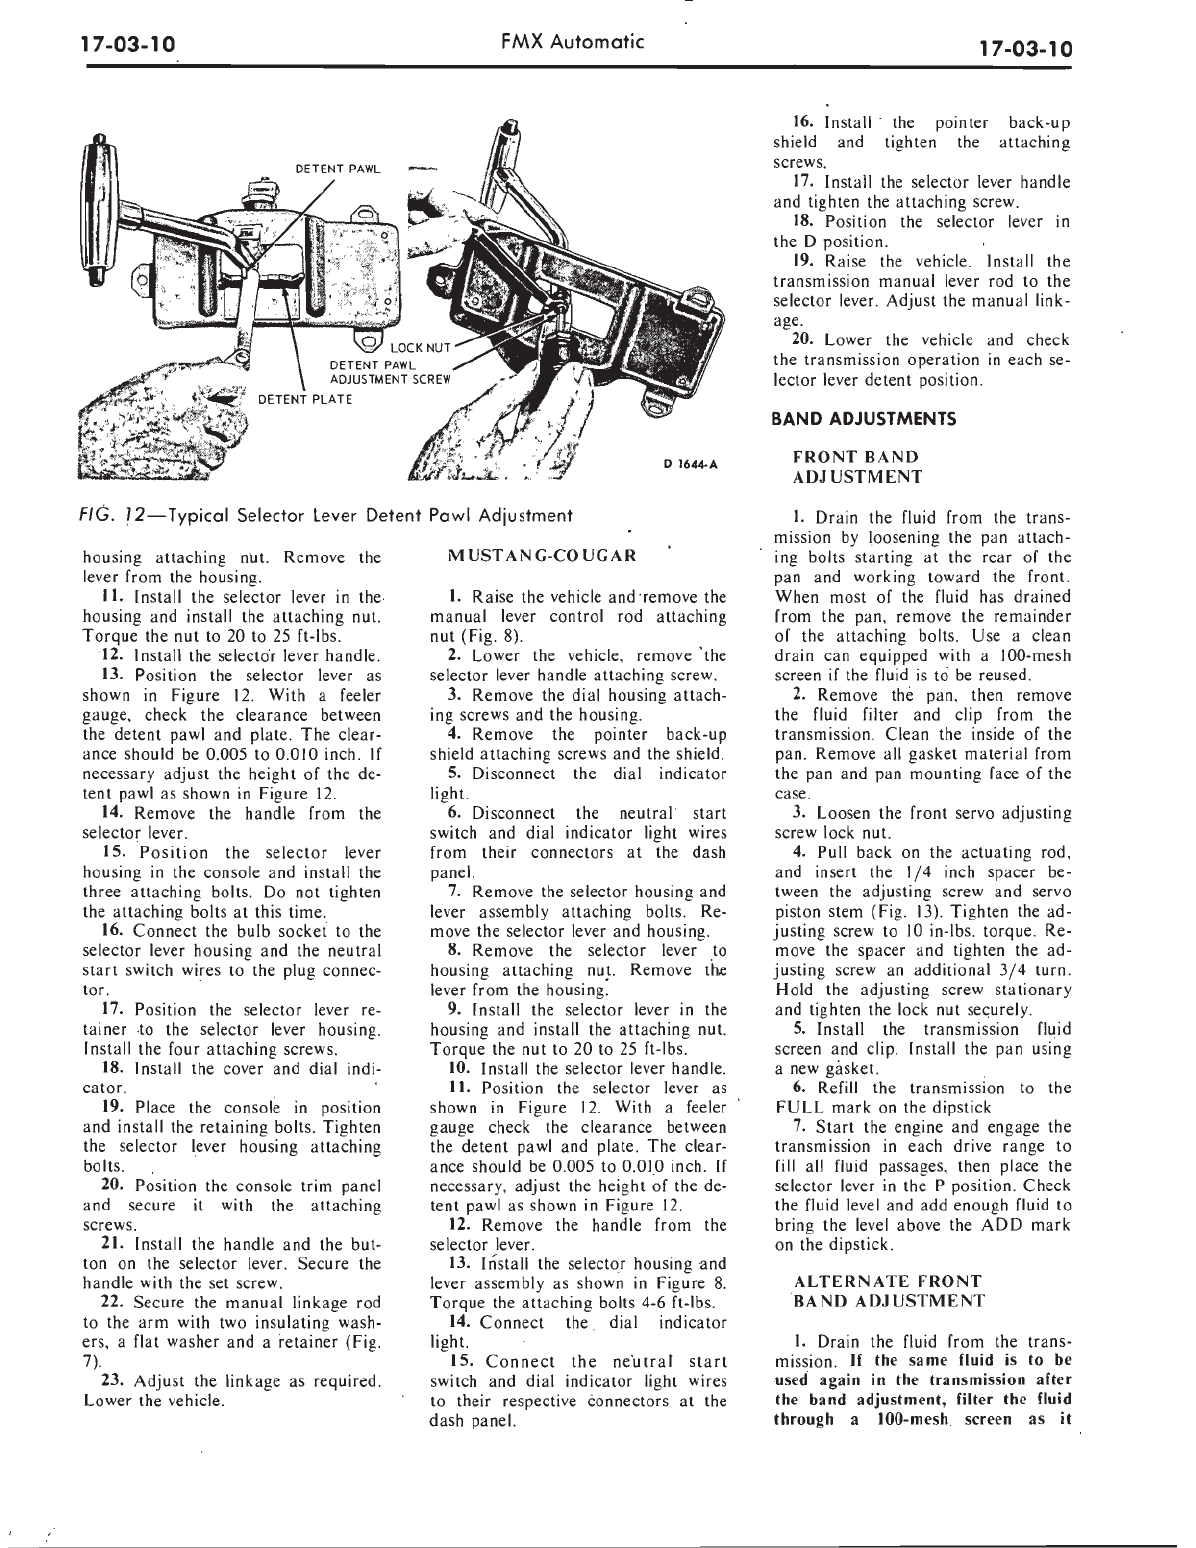 17-03-10
FMX Automatic
17-03-10
DETENT PAWL
LOCK NUT
DETENT PAWL
ADJUSTMENT SCREW
DETENT PLATE
D 1644-A
FIG. 12—Typical Selector Lever Detent Pawl Adjustment
housing attaching nut. Remove the
lever from the housing.
11. Install the selector lever in the
housing and install the attaching nut.
Torque the nut to 20 to 25 ft-lbs.
12. Install the selector lever handle.
13. Position the selector lever as
shown in Figure 12. With a feeler
gauge, check the clearance between
the detent pawl and plate. The clear-
ance should be 0.005 to 0.010 inch. If
necessary adjust the height of the de-
tent pawl as shown in Figure 12.
14. Remove the handle from the
selector lever.
15. Position the selector lever
housing in the console and install the
three attaching bolts. Do not tighten
the attaching bolts at this time.
16. Connect the bulb socket to the
selector lever housing and the neutral
start switch wires to the plug connec-
tor.
17. Position the selector lever re-
tainer to the selector lever housing.
Install the four attaching screws.
18. Install the cover and dial indi-
cator.
19. Place the console in position
and install the retaining bolts. Tighten
the selector lever housing attaching
bolts.
20. Position the console trim panel
and secure it with the attaching
screws.
21. Install the handle and the but-
ton on the selector lever. Secure the
handle with the set screw.
22. Secure the manual linkage rod
to the arm with two insulating wash-
ers, a flat washer and a retainer (Fig.
7).
23. Adjust the linkage as required.
Lower the vehicle.
MUSTANG-COUGAR
1. Raise the vehicle and remove the
manual lever control rod attaching
nut (Fig. 8).
2. Lower the vehicle, remove the
selector lever handle attaching screw.
3. Remove the dial housing attach-
ing screws and the housing.
4. Remove the pointer back-up
shield attaching screws and the shield.
5. Disconnect the dial indicator
light.
6. Disconnect the neutral start
switch and dial indicator light wires
from their connectors at the dash
panel.
7. Remove the selector housing and
lever assembly attaching bolts. Re-
move the selector lever and housing.
8. Remove the selector lever to
housing attaching nut. Remove the
lever from the housing.
9. Install the selector lever in the
housing and install the attaching nut.
Torque the nut to 20 to 25 ft-lbs.
10. Install the selector lever handle.
11. Position the selector lever as
shown in Figure 12. With a feeler
gauge check the clearance between
the detent pawl and plate. The clear-
ance should be 0.005 to 0.010 inch. If
necessary, adjust the height of the de-
tent pawl as shown in Figure 12.
12. Remove the handle from the
selector lever.
13. Install the selector housing and
lever assembly as shown in Figure 8.
Torque the attaching bolts 4-6 ft-lbs.
14. Connect the dial indicator
light.
15. Connect the neutral start
switch and dial indicator light wires
to their respective connectors at the
dash panel.
16. Install the pointer back-up
shield and tighten the attaching
screws.
17. Install the selector lever handle
and tighten the attaching screw.
18. Position the selector lever in
the D position.
19. Raise the vehicle. Install the
transmission manual lever rod to the
selector lever. Adjust the manual link-
age.
20. Lower the vehicle and check
the transmission operation in each se-
lector lever detent position.
BAND ADJUSTMENTS
FRONT BAND
ADJUSTMENT
1. Drain the fluid from the trans-
mission by loosening the pan attach-
ing bolts starting at the rear of the
pan and working toward the front.
When most of the fluid has drained
from the pan, remove the remainder
of the attaching bolts. Use a clean
drain can equipped with a 100-mesh
screen if the fluid is to be reused.
2. Remove the pan, then remove
the fluid filter and clip from the
transmission. Clean the inside of the
pan. Remove all gasket material from
the pan and pan mounting face of the
case.
3. Loosen the front servo adjusting
screw lock nut.
4. Pull back on the actuating rod,
and insert the 1/4 inch spacer be-
tween the adjusting screw and servo
piston stem (Fig. 13). Tighten the ad-
justing screw to 10 in-lbs. torque. Re-
move the spacer and tighten the ad-
justing screw an additional 3/4 turn.
Hold the adjusting screw stationary
and tighten the lock nut securely.
5. Install the transmission fluid
screen and clip. Install the pan using
a new gasket.
6. Refill the transmission to the
FULL mark on the dipstick
7. Start the engine and engage the
transmission in each drive range to
fill all fluid passages, then place the
selector lever in the P position. Check
the fluid level and add enough fluid to
bring the level above the ADD mark
on the dipstick.
ALTERNATE FRONT
BAND ADJUSTMENT
1. Drain the fluid from the trans-
mission. If the same fluid is to be
used again in the transmission after
the band adjustment, filter the fluid
through a 100-mesh screen as it